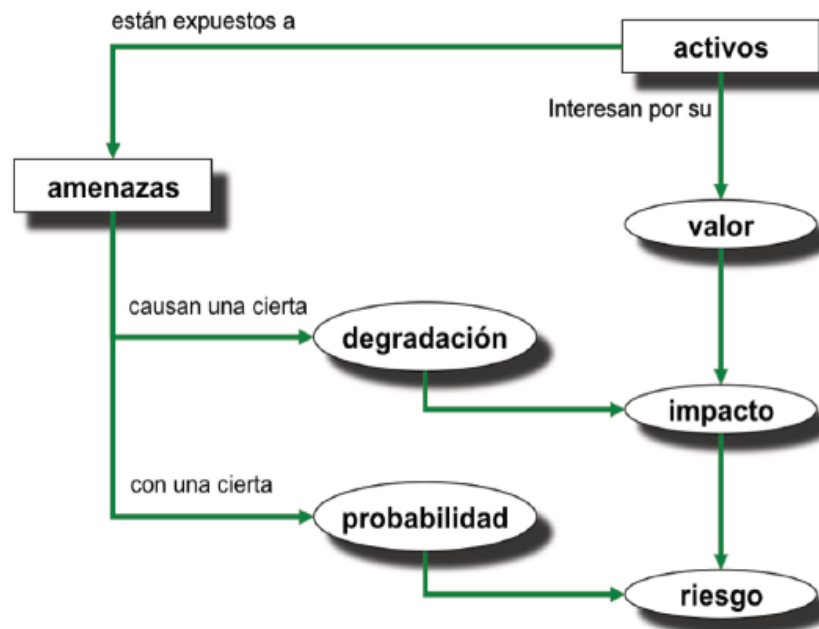 están expuestos a
activos
Interesan por su
amenazas
valor
causan una cierta
degradación
impacto
con una cierta
probabilidad
riesgo